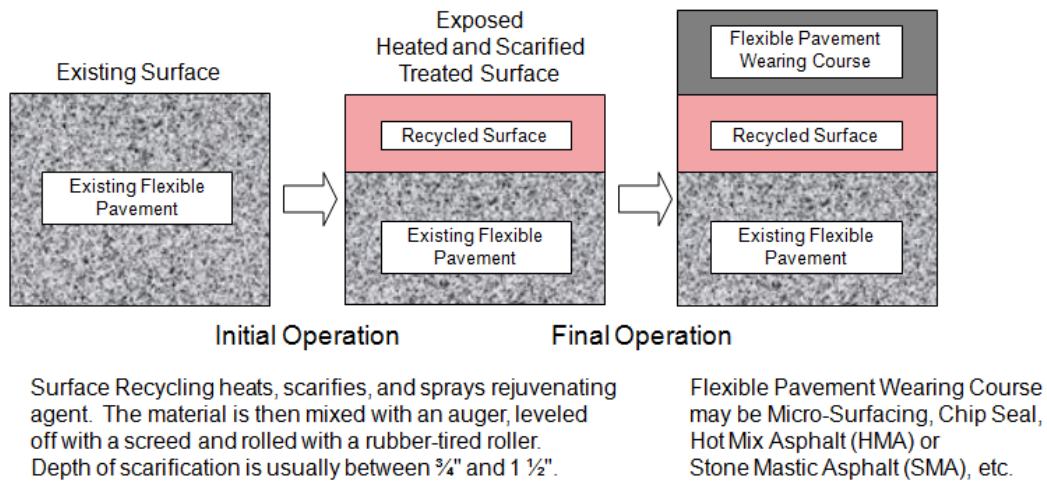 Existing Surface
Existing Flexible
Pavement
Initial Operation
Exposed
Heated and Scarified
Treated Surface
Recycled Surface
Existing Flexible
Pavement
Final Operation
Flexible Pavement
Wearing Course
Recycled Surface
Existing Flexible
Pavement
Surface Recycling heats, scarifies, and sprays rejuvenating
agent. The material is then mixed with an auger, leveled
off with a screed and rolled with a rubber-tired roller.
Depth of scarification is usually between ¾" and 1 ½".
Flexible Pavement Wearing Course
may be Micro-Surfacing, Chip Seal,
Hot Mix Asphalt (HMA) or
Stone Mastic Asphalt (SMA), etc.